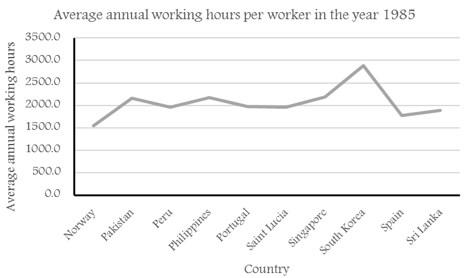 Average annual working hours per worker in the year 1985
Average annual working hours
3500.0
3000.0
2500.0
2000.0
1500.0
1000.0
500.0
0.0
Norway
Pakistan
Peru
Philippines
Portugal
Saint Lucia
Singapore
South Korea
Spain
Sri Lanka
Country